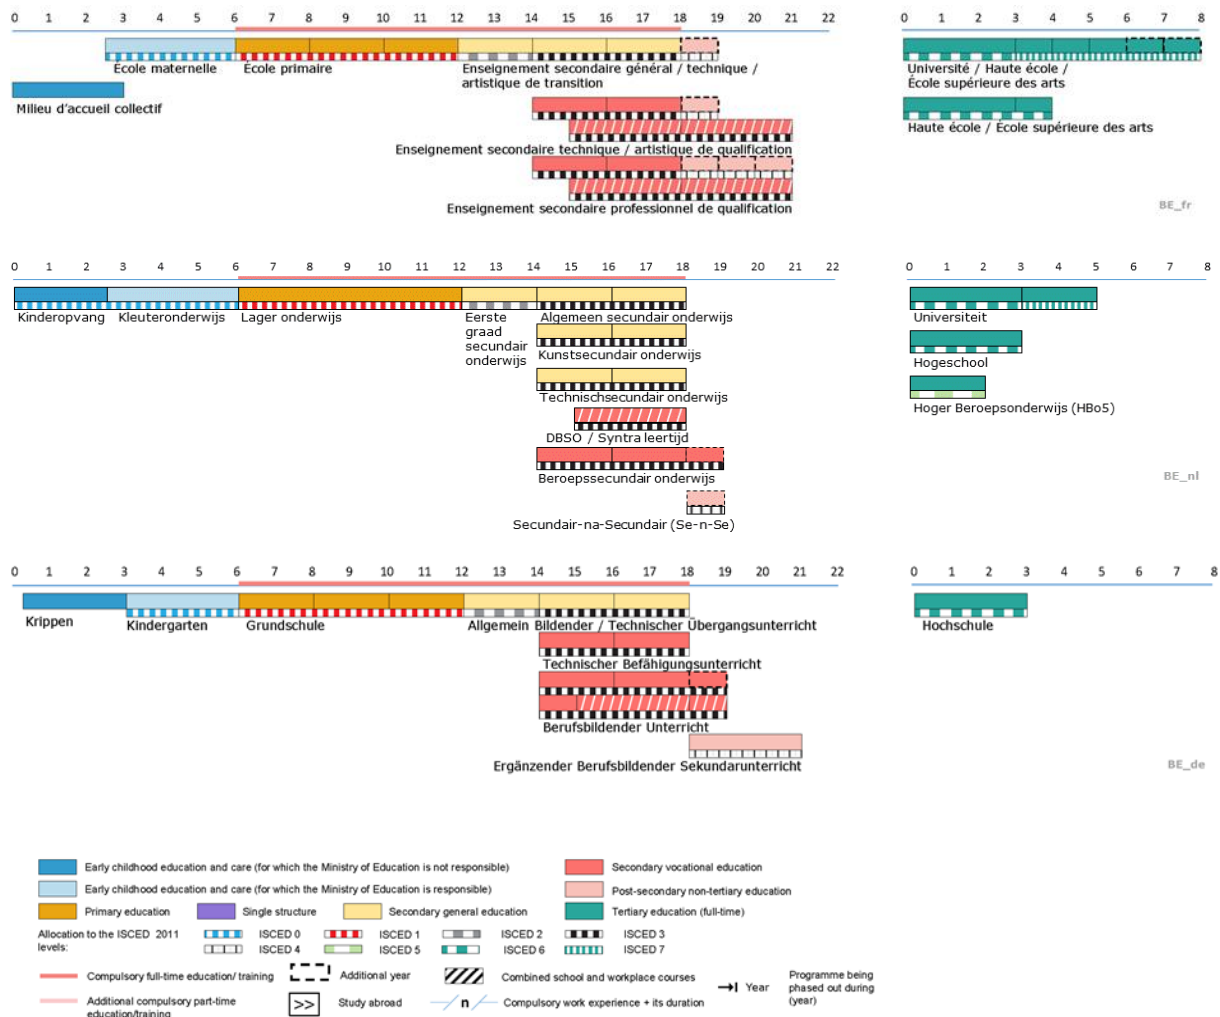 0 1 2 3 4 5 6 7 8 9 10 11 12 13 14 15 16 17 18 19 20 21 22
0 1 2 3 4 5 6 7 8
École maternelle
École primaire
Enseignement secondaire général / technique /
artistique de transition
Université / Haute école /
École supérieure des arts
Milieu d'accueil collectif
Haute école / École supérieure des arts
Enseignement secondaire technique / artistique de qualification
Enseignement secondaire professionnel de qualification
BE_fr
0 1 2 3 4 5 6 7 8 9 10 11 12 13 14 15 16 17 18 19 20 21 22
0 1 2 3 4 5 6 7 8
Kinderopvang
Kleuteronderwijs
Lager onderwijs
Eerste
graad
secundair
onderwijs
Algemeen secundair onderwijs
Universiteit
Kunstsecundair onderwijs
Hogeschool
Technischsecundair onderwijs
Hoger Beroepsonderwijs (HBo5)
DBSO / Syntra leertijd
Beroepssecundair onderwijs
BE_nl
Secundair-na-Secundair (Se-n-Se)
0 1 2 3 4 5 6 7 8 9 10 11 12 13 14 15 16 17 18 19 20 21 22
0 1 2 3 4 5 6 7 8
Krippen
Kindergarten
Grundschule
Allgemein Bildender / Technischer Übergangsunterricht
Hochschule
Technischer Befähigungsunterricht
Berufsbildender Unterricht
Ergänzender Berufsbildender Sekundarunterricht
BE_de
Early childhood education and care (for which the Ministry of Education is not responsible)
Secondary vocational education
Early childhood education and care (for which the Ministry of Education is responsible)
Post-secondary non-tertiary education
Primary education
Single structure
Secondary general education
Tertiary education (full-time)
Allocation to the ISCED 2011
levels:
ISCED 0
ISCED 1
ISCED 2
ISCED 3
ISCED 4
ISCED 5
ISCED 6
ISCED 7
Compulsory full-time education/ training
Additional year
Combined school and workplace courses
Year
Programme being
phased out during
(year)
Additional compulsory part-time
education/training
>>
Study abroad
n
Compulsory work experience + its duration